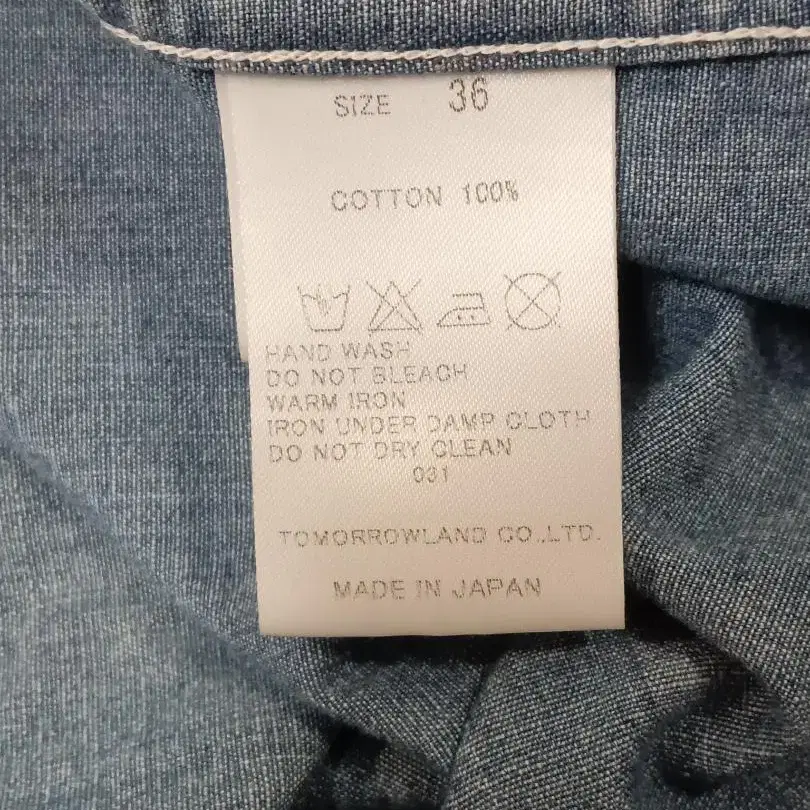 SIZE 36
COTTON 100%
HAND WASH
DO NOT BLEACH
WARM IRON
IRON UNDER DAMP CLOTH
DO NOT DRY CLEAN
031
TOMORROWLAND CO.,LTD.
MADE IN JAPAN